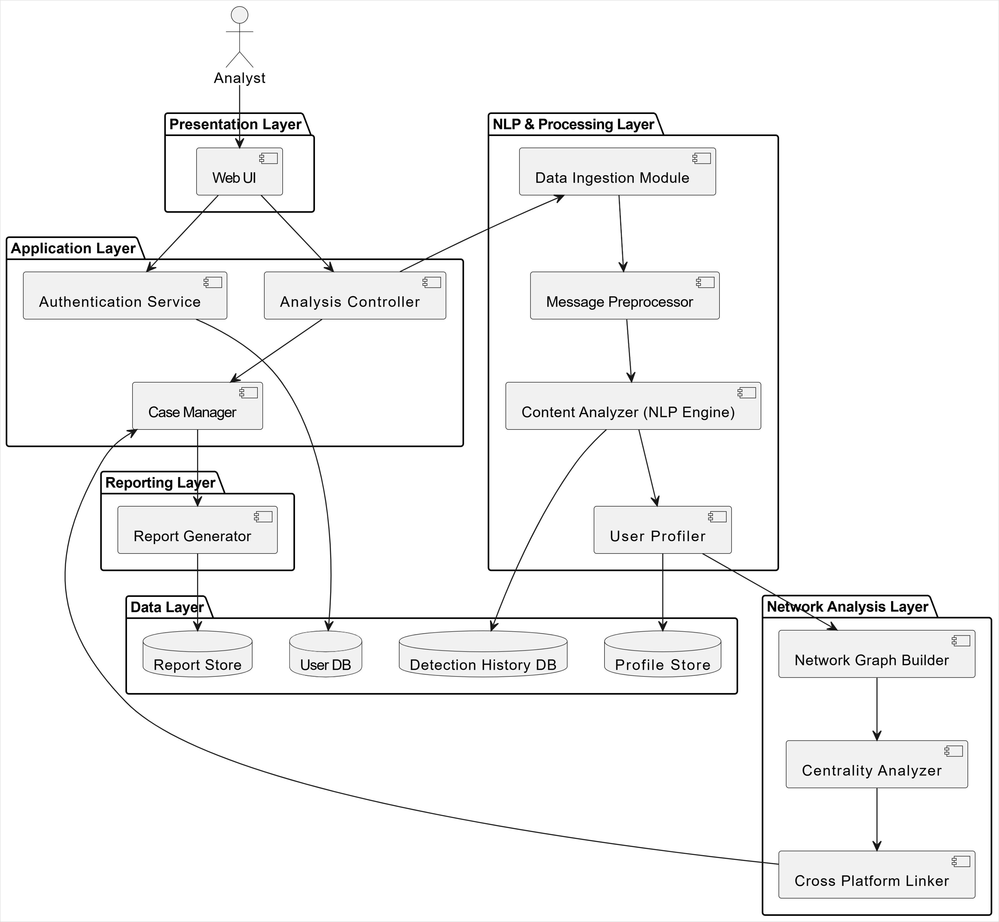 Analyst
Presentation Layer
Web UI
Application Layer
Authentication Service
Analysis Controller
Case Manager
Reporting Layer
Report Generator
NLP & Processing Layer
Data Ingestion Module
Message Preprocessor
Content Analyzer (NLP Engine)
User Profiler
Data Layer
Report Store
User DB
Detection History DB
Profile Store
Network Analysis Layer
Network Graph Builder
Centrality Analyzer
Cross Platform Linker